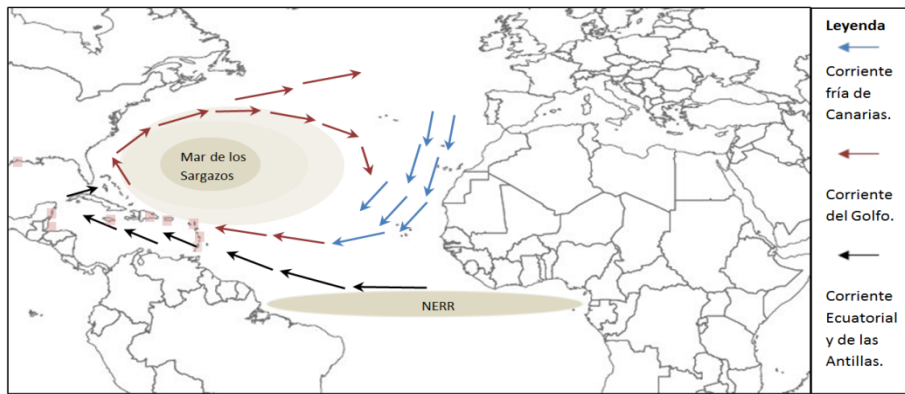 Mar de los
Sargazos
NERR
Leyenda
Corriente
fría de
Canarias.
Corriente
del Golfo.
Corriente
Ecuatorial
y de las
Antillas.